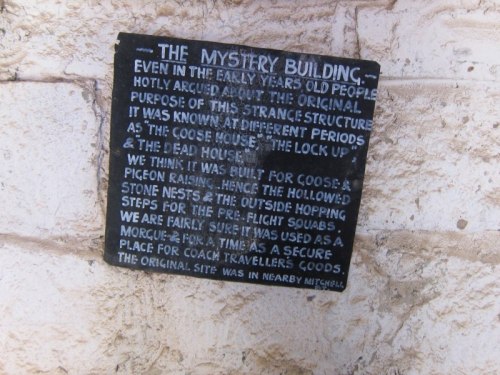 — THE MYSTERY BUILDING. —
EVEN IN THE EARLY YEARS OLD PEOPLE
HOTLY ARGUED ABOUT THE ORIGINAL
PURPOSE OF THIS STRANGE STRUCTURE
IT WAS KNOWN AT DIFFERENT PERIODS
AS "THE GOOSE HOUSE" "THE LOCK UP"
& THE DEAD HOUSE
WE THINK IT WAS BUILT FOR GOOSE &
PIGEON RAISING. HENCE THE HOLLOWED
STONE NESTS & THE OUTSIDE HOPPING
STEPS FOR THE PRE-FLIGHT SQUABS.
WE ARE FAIRLY SURE IT WAS USED AS A
MORGUE & FOR A TIME AS A SECURE
PLACE FOR COACH TRAVELLERS GOODS.
THE ORIGINAL SITE WAS IN NEARBY MITCHELL